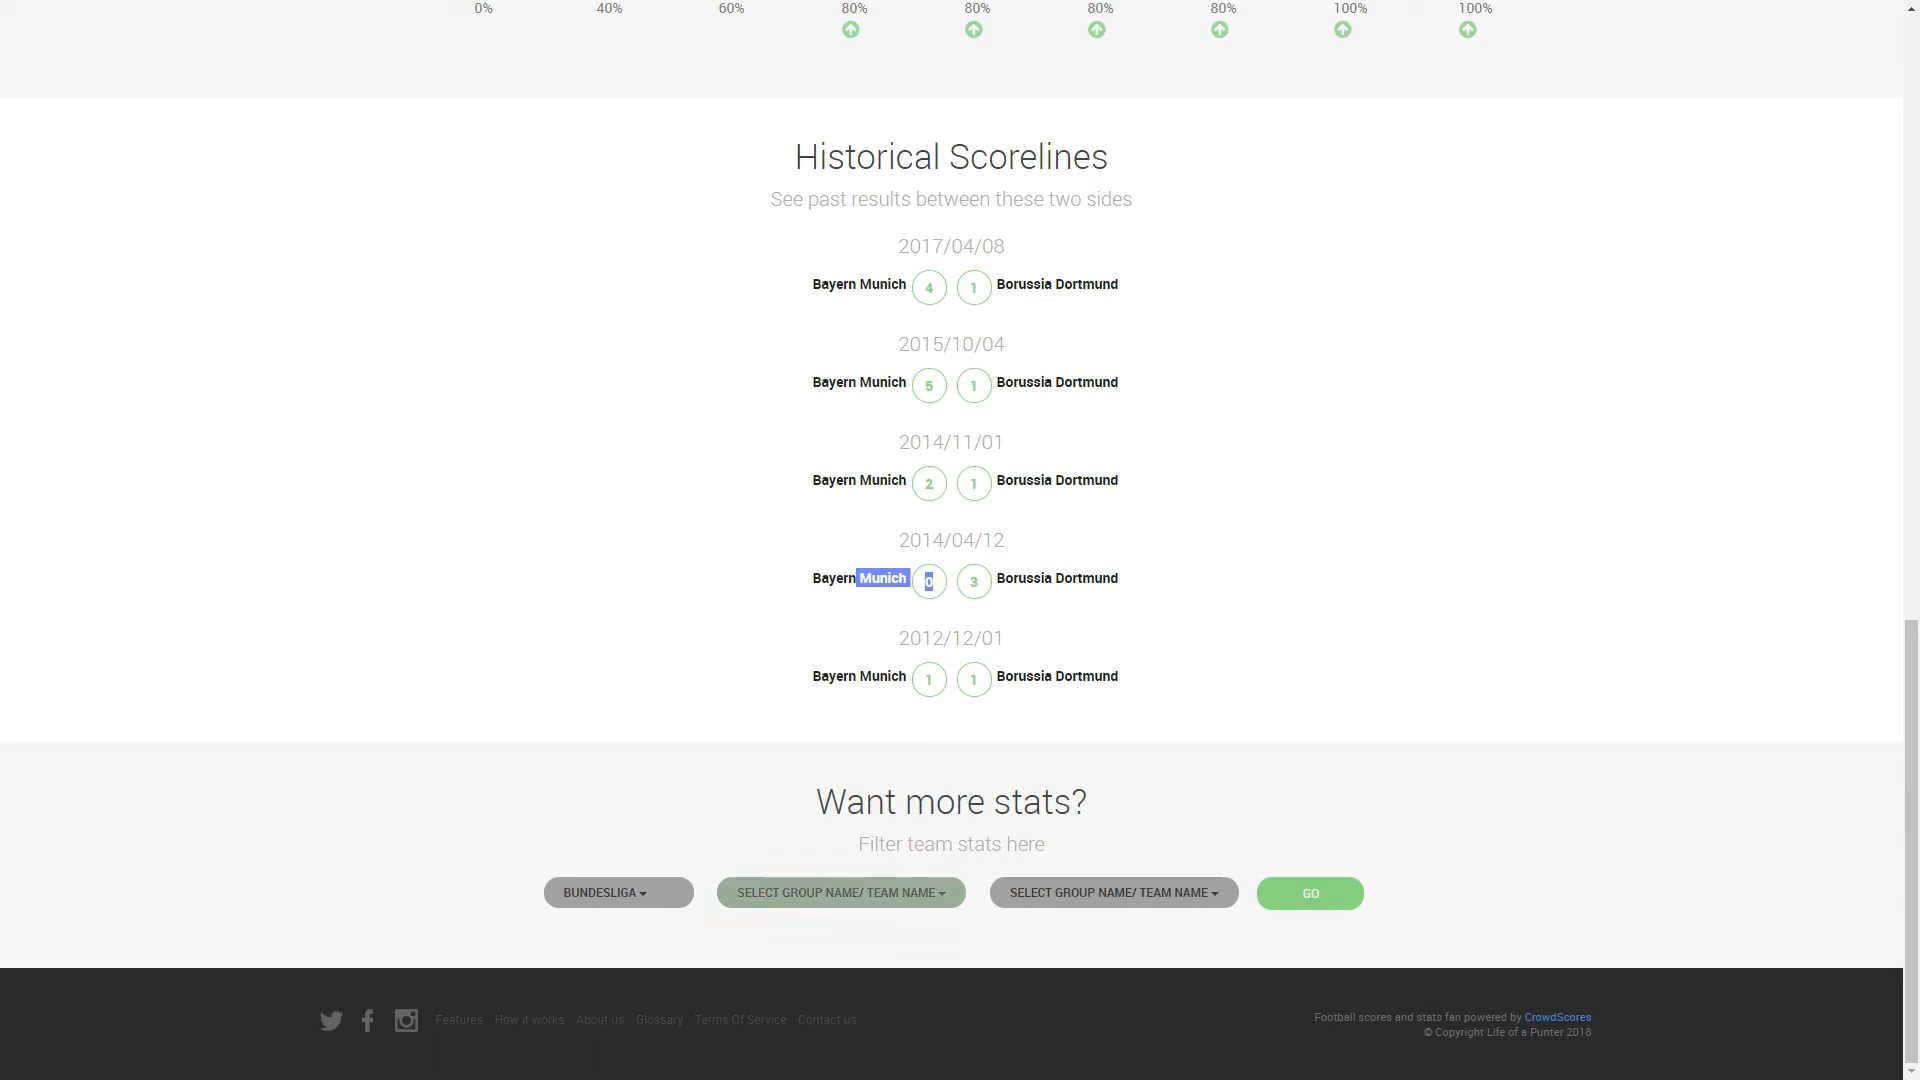 0% 40% 60% 80% 80% 80% 80% 100% 100%
Historical Scorelines
See past results between these two sides
2017/04/08
Bayern Munich 4 1 Borussia Dortmund
2015/10/04
Bayern Munich 5 1 Borussia Dortmund
2014/11/01
Bayern Munich 2 1 Borussia Dortmund
2014/04/12
Bayern Munich 0 3 Borussia Dortmund
2012/12/01
Bayern Munich 1 1 Borussia Dortmund
Want more stats?
Filter team stats here
BUNDESLIGA SELECT GROUP NAME/ TEAM NAME SELECT GROUP NAME/ TEAM NAME GO
Features How it works About us Glossary Terms Of Service Contact us
Football scores and stats fan powered by CrowdScores
© Copyright Life of a Punter 2018